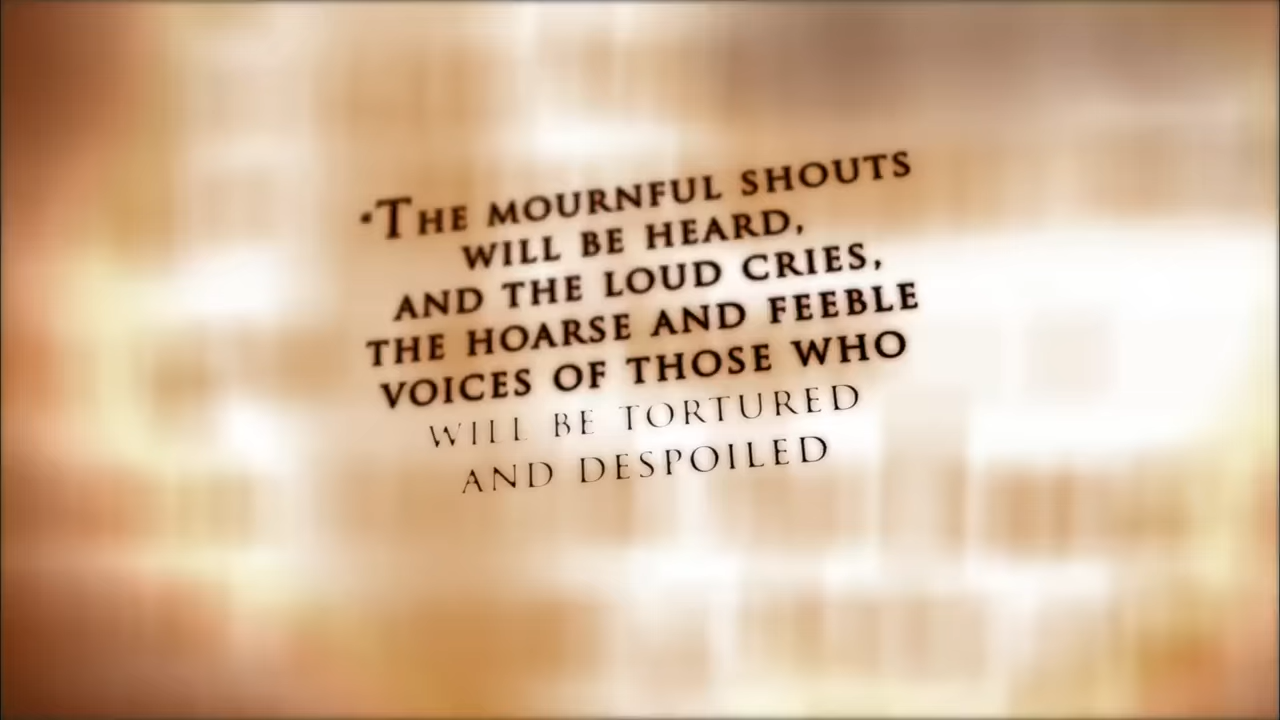 "THE MOURNFUL SHOUTS
WILL BE HEARD,
AND THE LOUD CRIES,
THE HOARSE AND FEEBLE
VOICES OF THOSE WHO
WILL BE TORTURED
AND DESPOILED